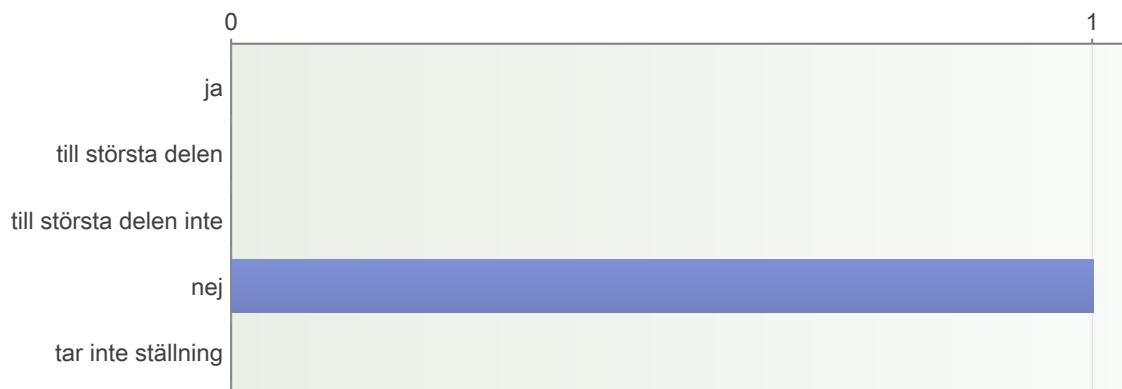 0 1
ja
till största delen
till största delen inte
nej
tar inte ställning